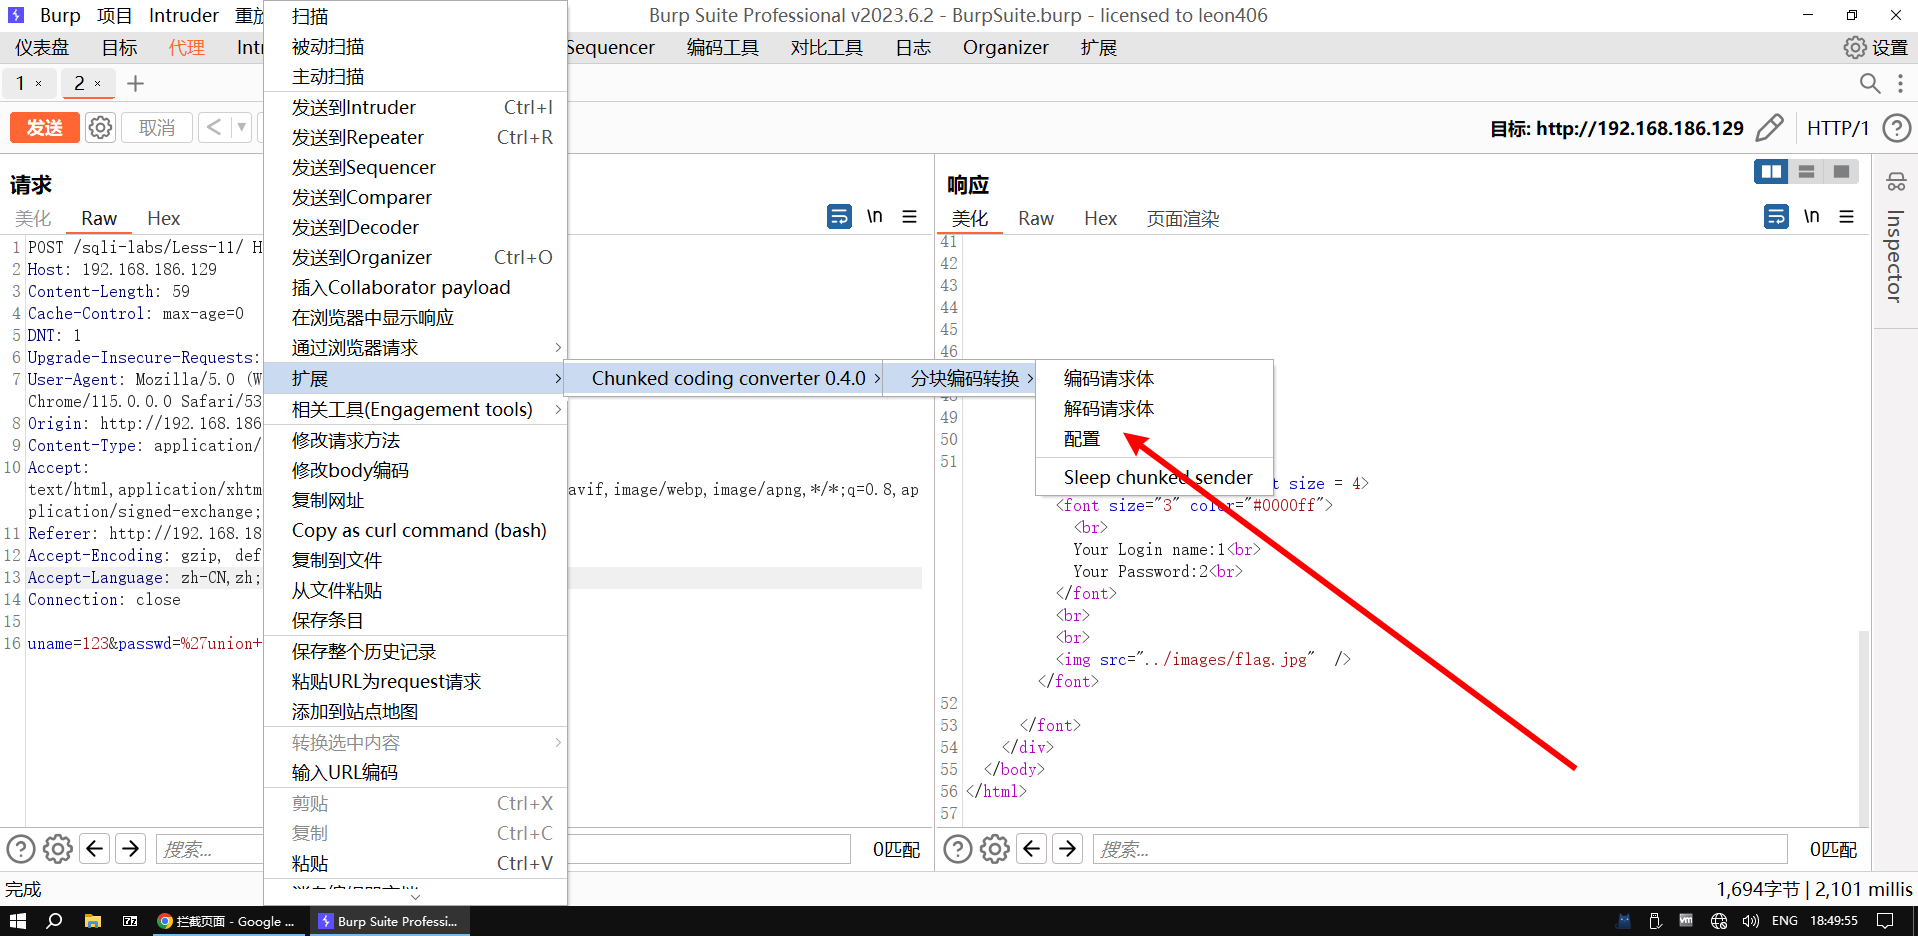 Burp 项目 Intruder 重放
Burp Suite Professional v2023.6.2 - BurpSuite.burp - licensed to leon406
仪表盘 目标 代理 Sequencer 编码工具 对比工具 日志 Organizer 扩展 设置
1 × 2 × +
发送 取消 < ▼
目标: http://192.168.186.129 HTTP/1
请求
美化 Raw Hex \n
1 POST /sqli-labs/Less-11/ H
2 Host: 192.168.186.129
3 Content-Length: 59
4 Cache-Control: max-age=0
5 DNT: 1
6 Upgrade-Insecure-Requests:
7 User-Agent: Mozilla/5.0 (W
Chrome/115.0.0.0 Safari/53
8 Origin: http://192.168.186
9 Content-Type: application/
10 Accept:
text/html,application/xhtm
avif,image/webp,image/apng,*/*;q=0.8,ap
plication/signed-exchange;
11 Referer: http://192.168.18
12 Accept-Encoding: gzip, def
13 Accept-Language: zh-CN,zh;
14 Connection: close
15
16 uname=123&passwd=%27union+
扫描
被动扫描
主动扫描
发送到Intruder Ctrl+I
发送到Repeater Ctrl+R
发送到Sequencer
发送到Comparer
发送到Decoder
发送到Organizer Ctrl+O
插入Collaborator payload
在浏览器中显示响应
通过浏览器请求
扩展
相关工具(Engagement tools)
修改请求方法
修改body编码
复制网址
Copy as curl command (bash)
复制到文件
从文件粘贴
保存条目
保存整个历史记录
粘贴URL为request请求
添加到站点地图
转换选中内容
输入URL编码
剪贴 Ctrl+X
复制 Ctrl+C
粘贴 Ctrl+V
Chunked coding converter 0.4.0
分块编码转换
编码请求体
解码请求体
配置
Sleep chunked sender
响应
美化 Raw Hex 页面渲染 \n
Inspector
41
42
43
44
45
46
49
50
51
t size = 4>
<font size="3" color="#0000ff">
<br>
Your Login name:1<br>
Your Password:2<br>
</font>
<br>
<br>
<img src="../images/flag.jpg" />
</font>
52
53 </font>
54 </div>
55 </body>
56 </html>
57
搜索... 0匹配
搜索... 0匹配
完成
1,694字节 | 2,101 millis
拦截页面 - Google ...
Burp Suite Professi...
ENG 18:49:55